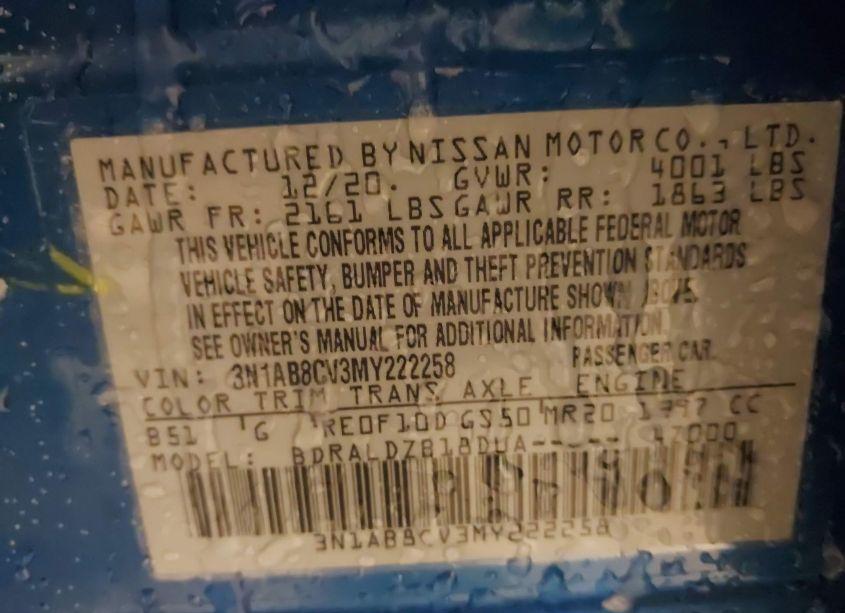 MANUFACTURED BY NISSAN MOTOR CO., LTD.
DATE: 12/20. GVWR: 4001 LBS
GAWR FR: 2161 LBS GAWR RR: 1863 LBS
THIS VEHICLE CONFORMS TO ALL APPLICABLE FEDERAL MOTOR
VEHICLE SAFETY, BUMPER AND THEFT PREVENTION STANDARDS
IN EFFECT ON THE DATE OF MANUFACTURE SHOWN ABOVE.
SEE OWNER'S MANUAL FOR ADDITIONAL INFORMATION.
VIN: 3N1AB8CV3MY222258 PASSENGER CAR
COLOR TRIM TRANS AXLE ENGINE
B51 G RE0F10D GS50 MR20 1997 CC
MODEL: BDRALDZB18DUA----- 17000
3N1AB8CV3MY222258